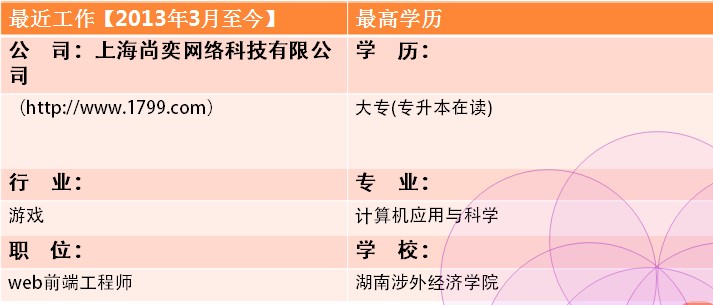 最近工作【2013年3月至今】 最高学历
公 司：上海尚奕网络科技有限公 学 历：
司
（http://www.1799.com） 大专(专升本在读)
行 业： 专 业：
游戏 计算机应用与科学
职 位： 学 校：
web前端工程师 湖南涉外经济学院